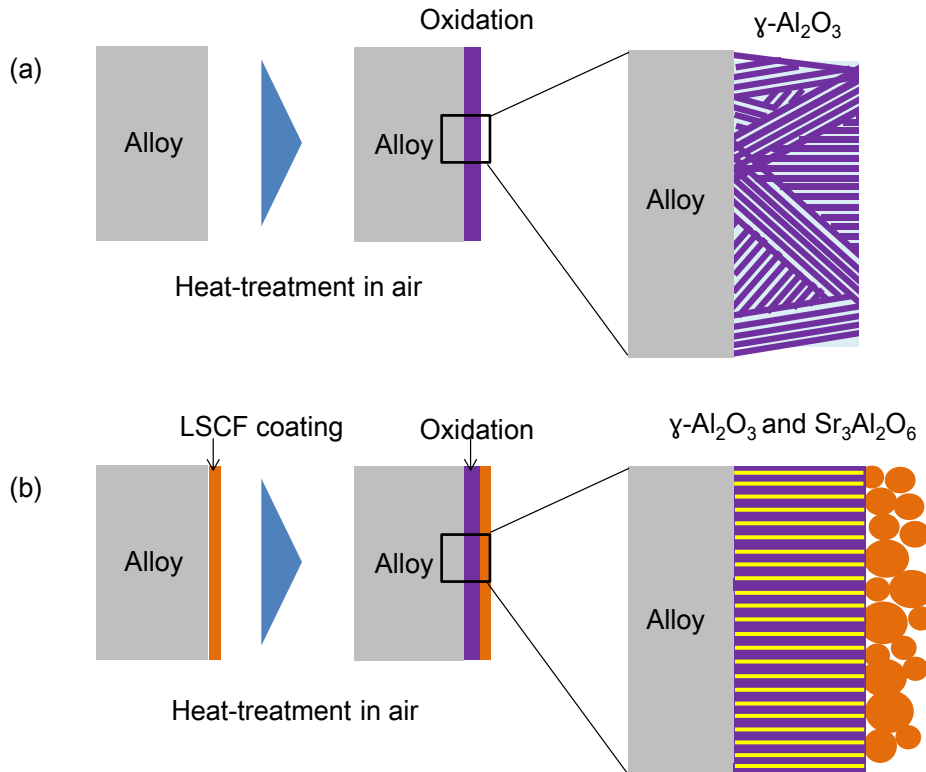 Oxidation
ɣ-Al₂O₃
(a)
Alloy
Alloy
Alloy
Heat-treatment in air
LSCF coating
Oxidation
ɣ-Al₂O₃ and Sr₃Al₂O₆
(b)
Alloy
Alloy
Alloy
Heat-treatment in air